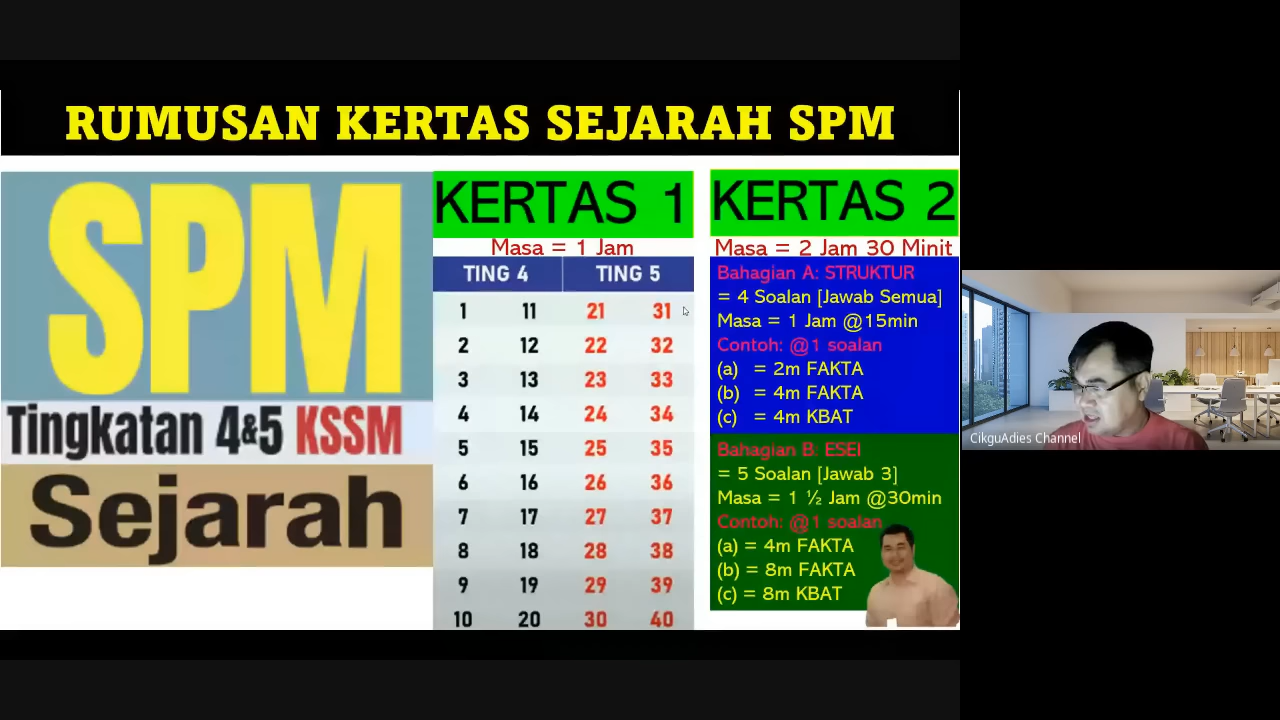 RUMUSAN KERTAS SEJARAH SPM
SPM
Tingkatan 4&5 KSSM
Sejarah
KERTAS 1
Masa = 1 Jam
TING 4 TING 5
1 11 21 31
2 12 22 32
3 13 23 33
4 14 24 34
5 15 25 35
6 16 26 36
7 17 27 37
8 18 28 38
9 19 29 39
10 20 30 40
KERTAS 2
Masa = 2 Jam 30 Minit
Bahagian A: STRUKTUR
= 4 Soalan [Jawab Semua]
Masa = 1 Jam @15min
Contoh: @1 soalan
(a) = 2m FAKTA
(b) = 4m FAKTA
(c) = 4m KBAT
Bahagian B: ESEI
= 5 Soalan [Jawab 3]
Masa = 1 ½ Jam @30min
Contoh: @1 soalan
(a) = 4m FAKTA
(b) = 8m FAKTA
(c) = 8m KBAT
CikguAdies Channel